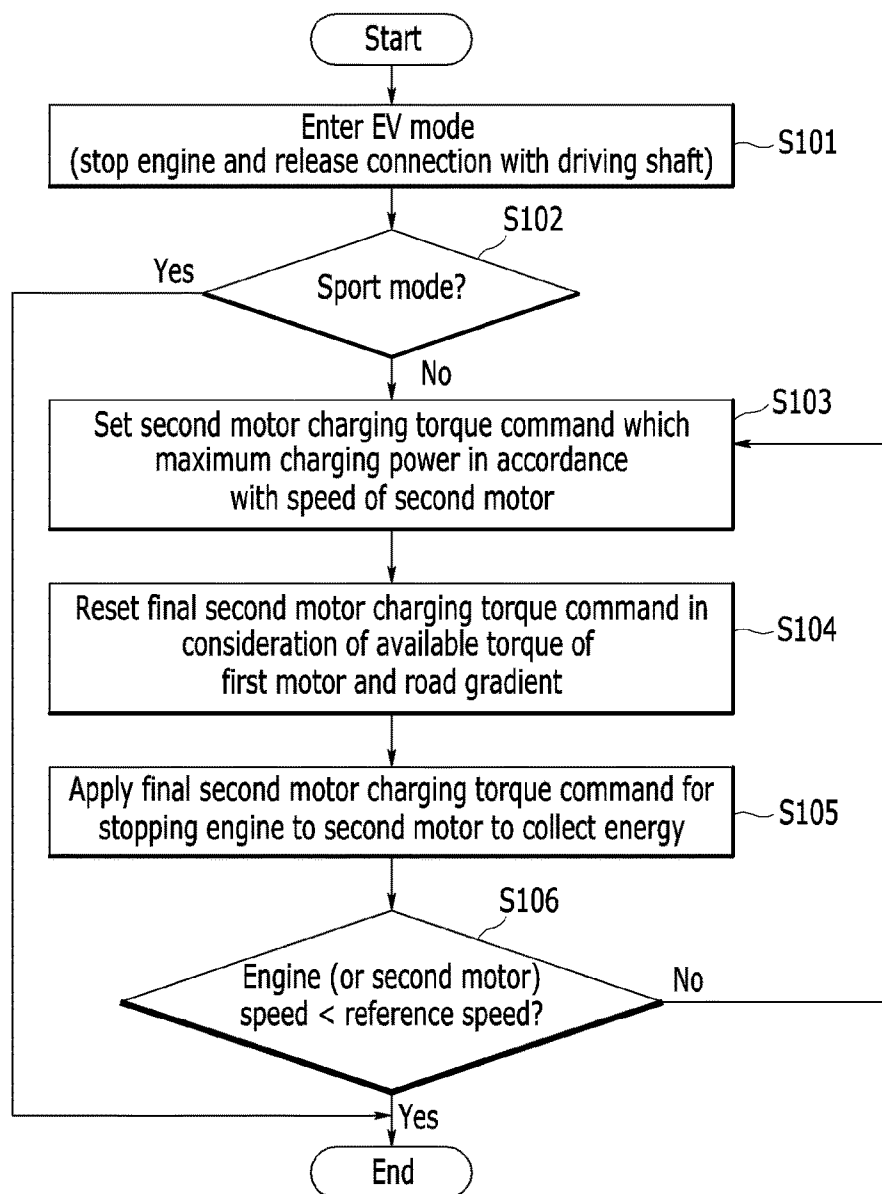 Start
Enter EV mode
(stop engine and release connection with driving shaft)
S101
S102
Yes
Sport mode?
No
S103
Set second motor charging torque command which
maximum charging power in accordance
with speed of second motor
Reset final second motor charging torque command in
consideration of available torque of
first motor and road gradient
S104
Apply final second motor charging torque command for
stopping engine to second motor to collect energy
S105
S106
Engine (or second motor)
speed < reference speed?
No
Yes
End